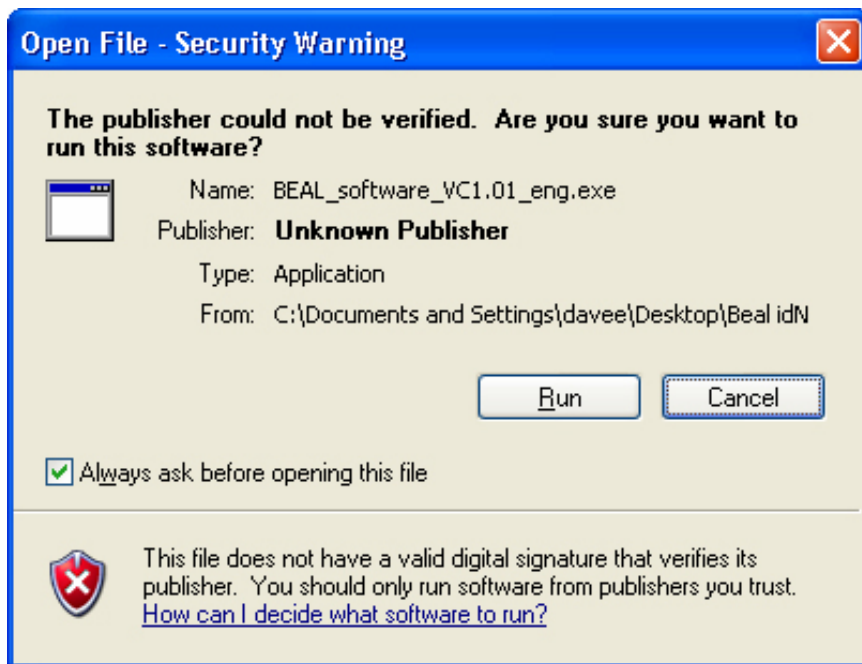 Open File - Security Warning
The publisher could not be verified. Are you sure you want to
run this software?
Name: BEAL_software_VC1.01_eng.exe
Publisher: Unknown Publisher
Type: Application
From: C:\Documents and Settings\davee\Desktop\Beal idN
Run Cancel
Always ask before opening this file
This file does not have a valid digital signature that verifies its
publisher. You should only run software from publishers you trust.
How can I decide what software to run?